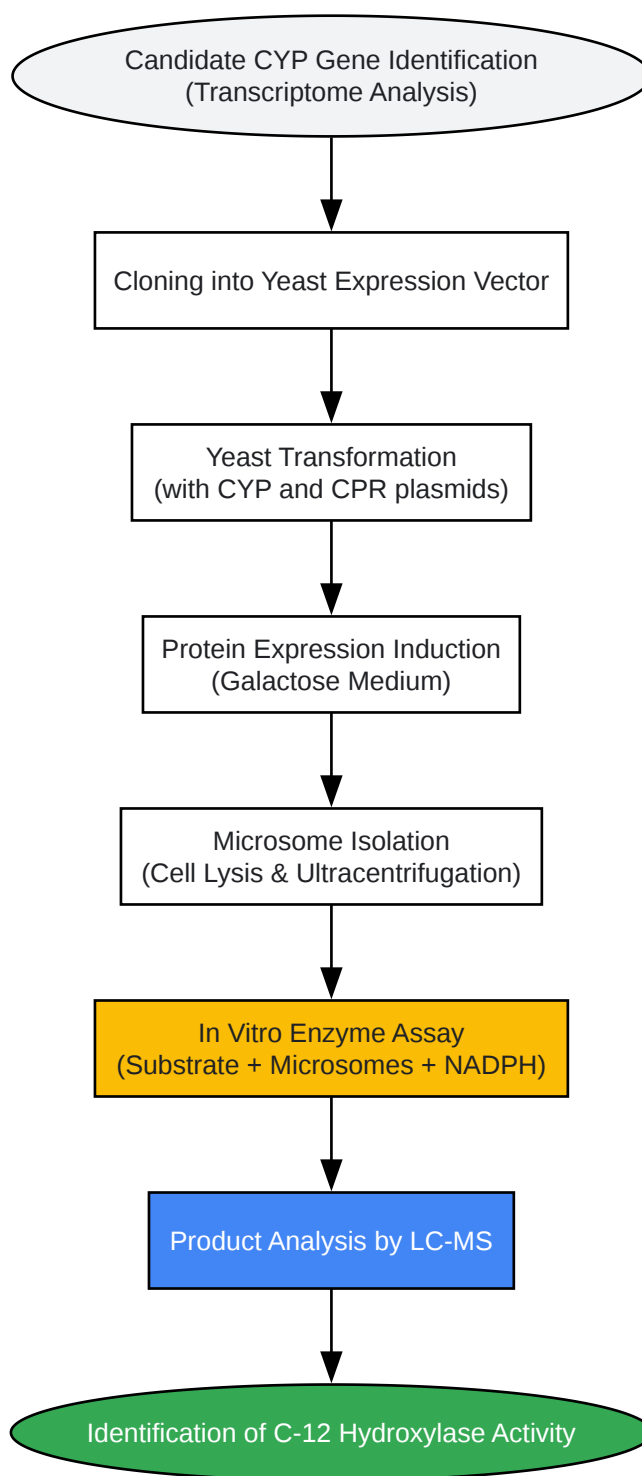 Candidate CYP Gene Identification
(Transcriptome Analysis)
Cloning into Yeast Expression Vector
Yeast Transformation
(with CYP and CPR plasmids)
Protein Expression Induction
(Galactose Medium)
Microsome Isolation
(Cell Lysis & Ultracentrifugation)
In Vitro Enzyme Assay
(Substrate + Microsomes + NADPH)
Product Analysis by LC-MS
Identification of C-12 Hydroxylase Activity